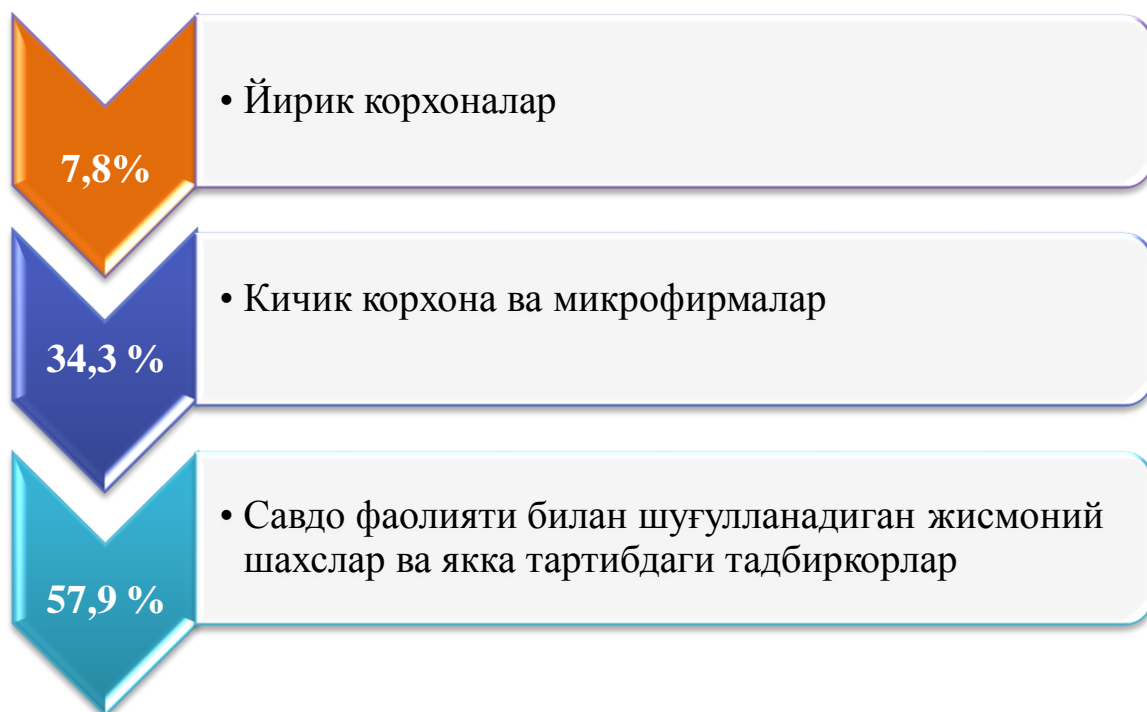 7,8%
• Йирик корхоналар
34,3 %
• Кичик корхона ва микрофирмалар
57,9 %
• Савдо фаолияти билан шуғулланадиган жисмоний
шахслар ва якка тартибдаги тадбиркорлар